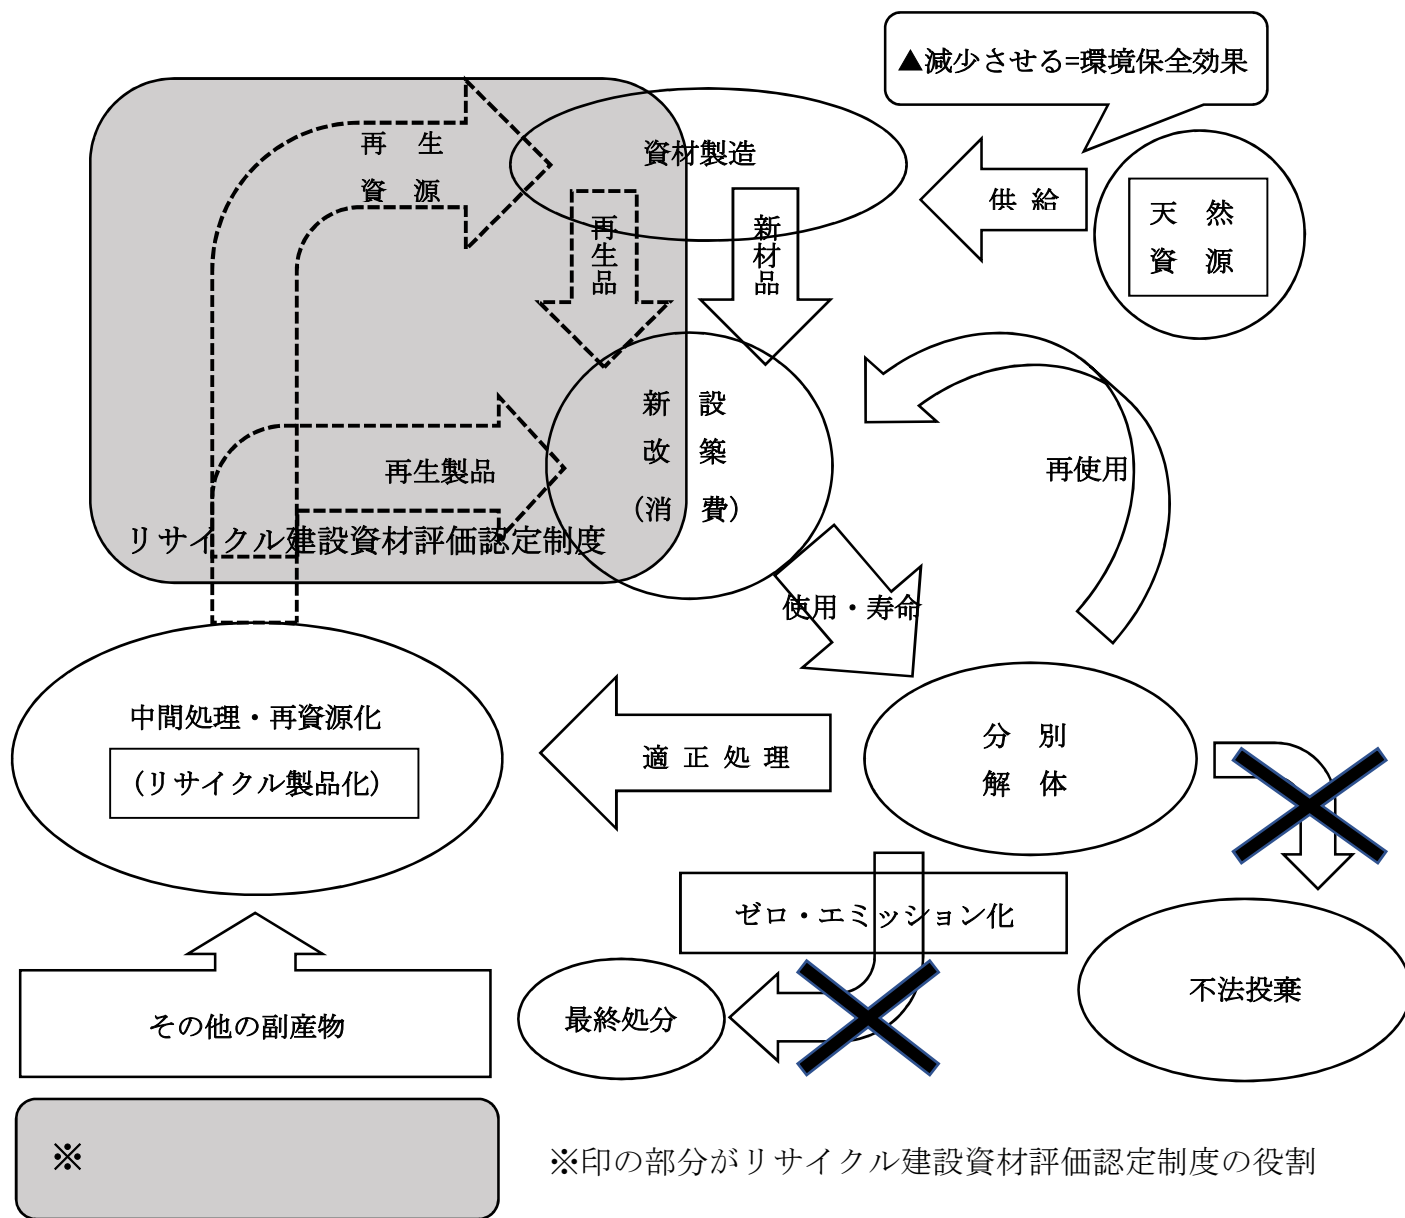 ▲減少させる=環境保全効果
再 生
資 源
資材製造
供 給
天 然
資 源
再生品
新材品
新 設
改 築
（消 費）
再生製品
再使用
リサイクル建設資材評価認定制度
使用・寿命
中間処理・再資源化
（リサイクル製品化）
適 正 処 理
分 別
解 体
ゼロ・エミッション化
不法投棄
最終処分
その他の副産物
※
※印の部分がリサイクル建設資材評価認定制度の役割